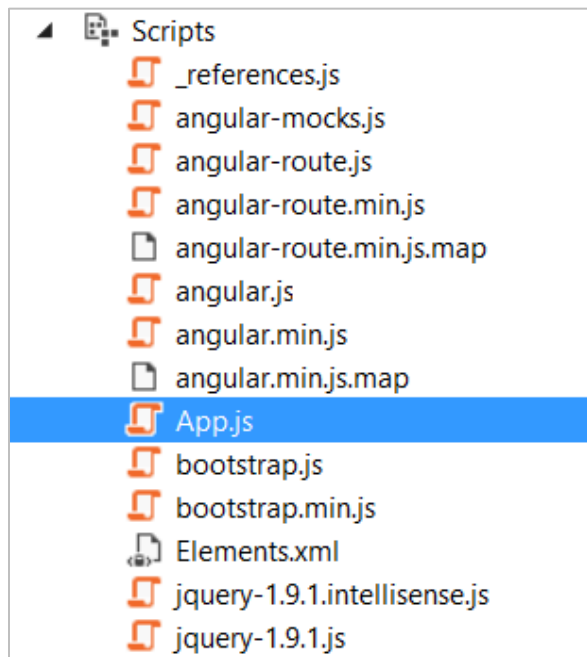 Scripts
_references.js
angular-mocks.js
angular-route.js
angular-route.min.js
angular-route.min.js.map
angular.js
angular.min.js
angular.min.js.map
App.js
bootstrap.js
bootstrap.min.js
Elements.xml
jquery-1.9.1.intellisense.js
jquery-1.9.1.js